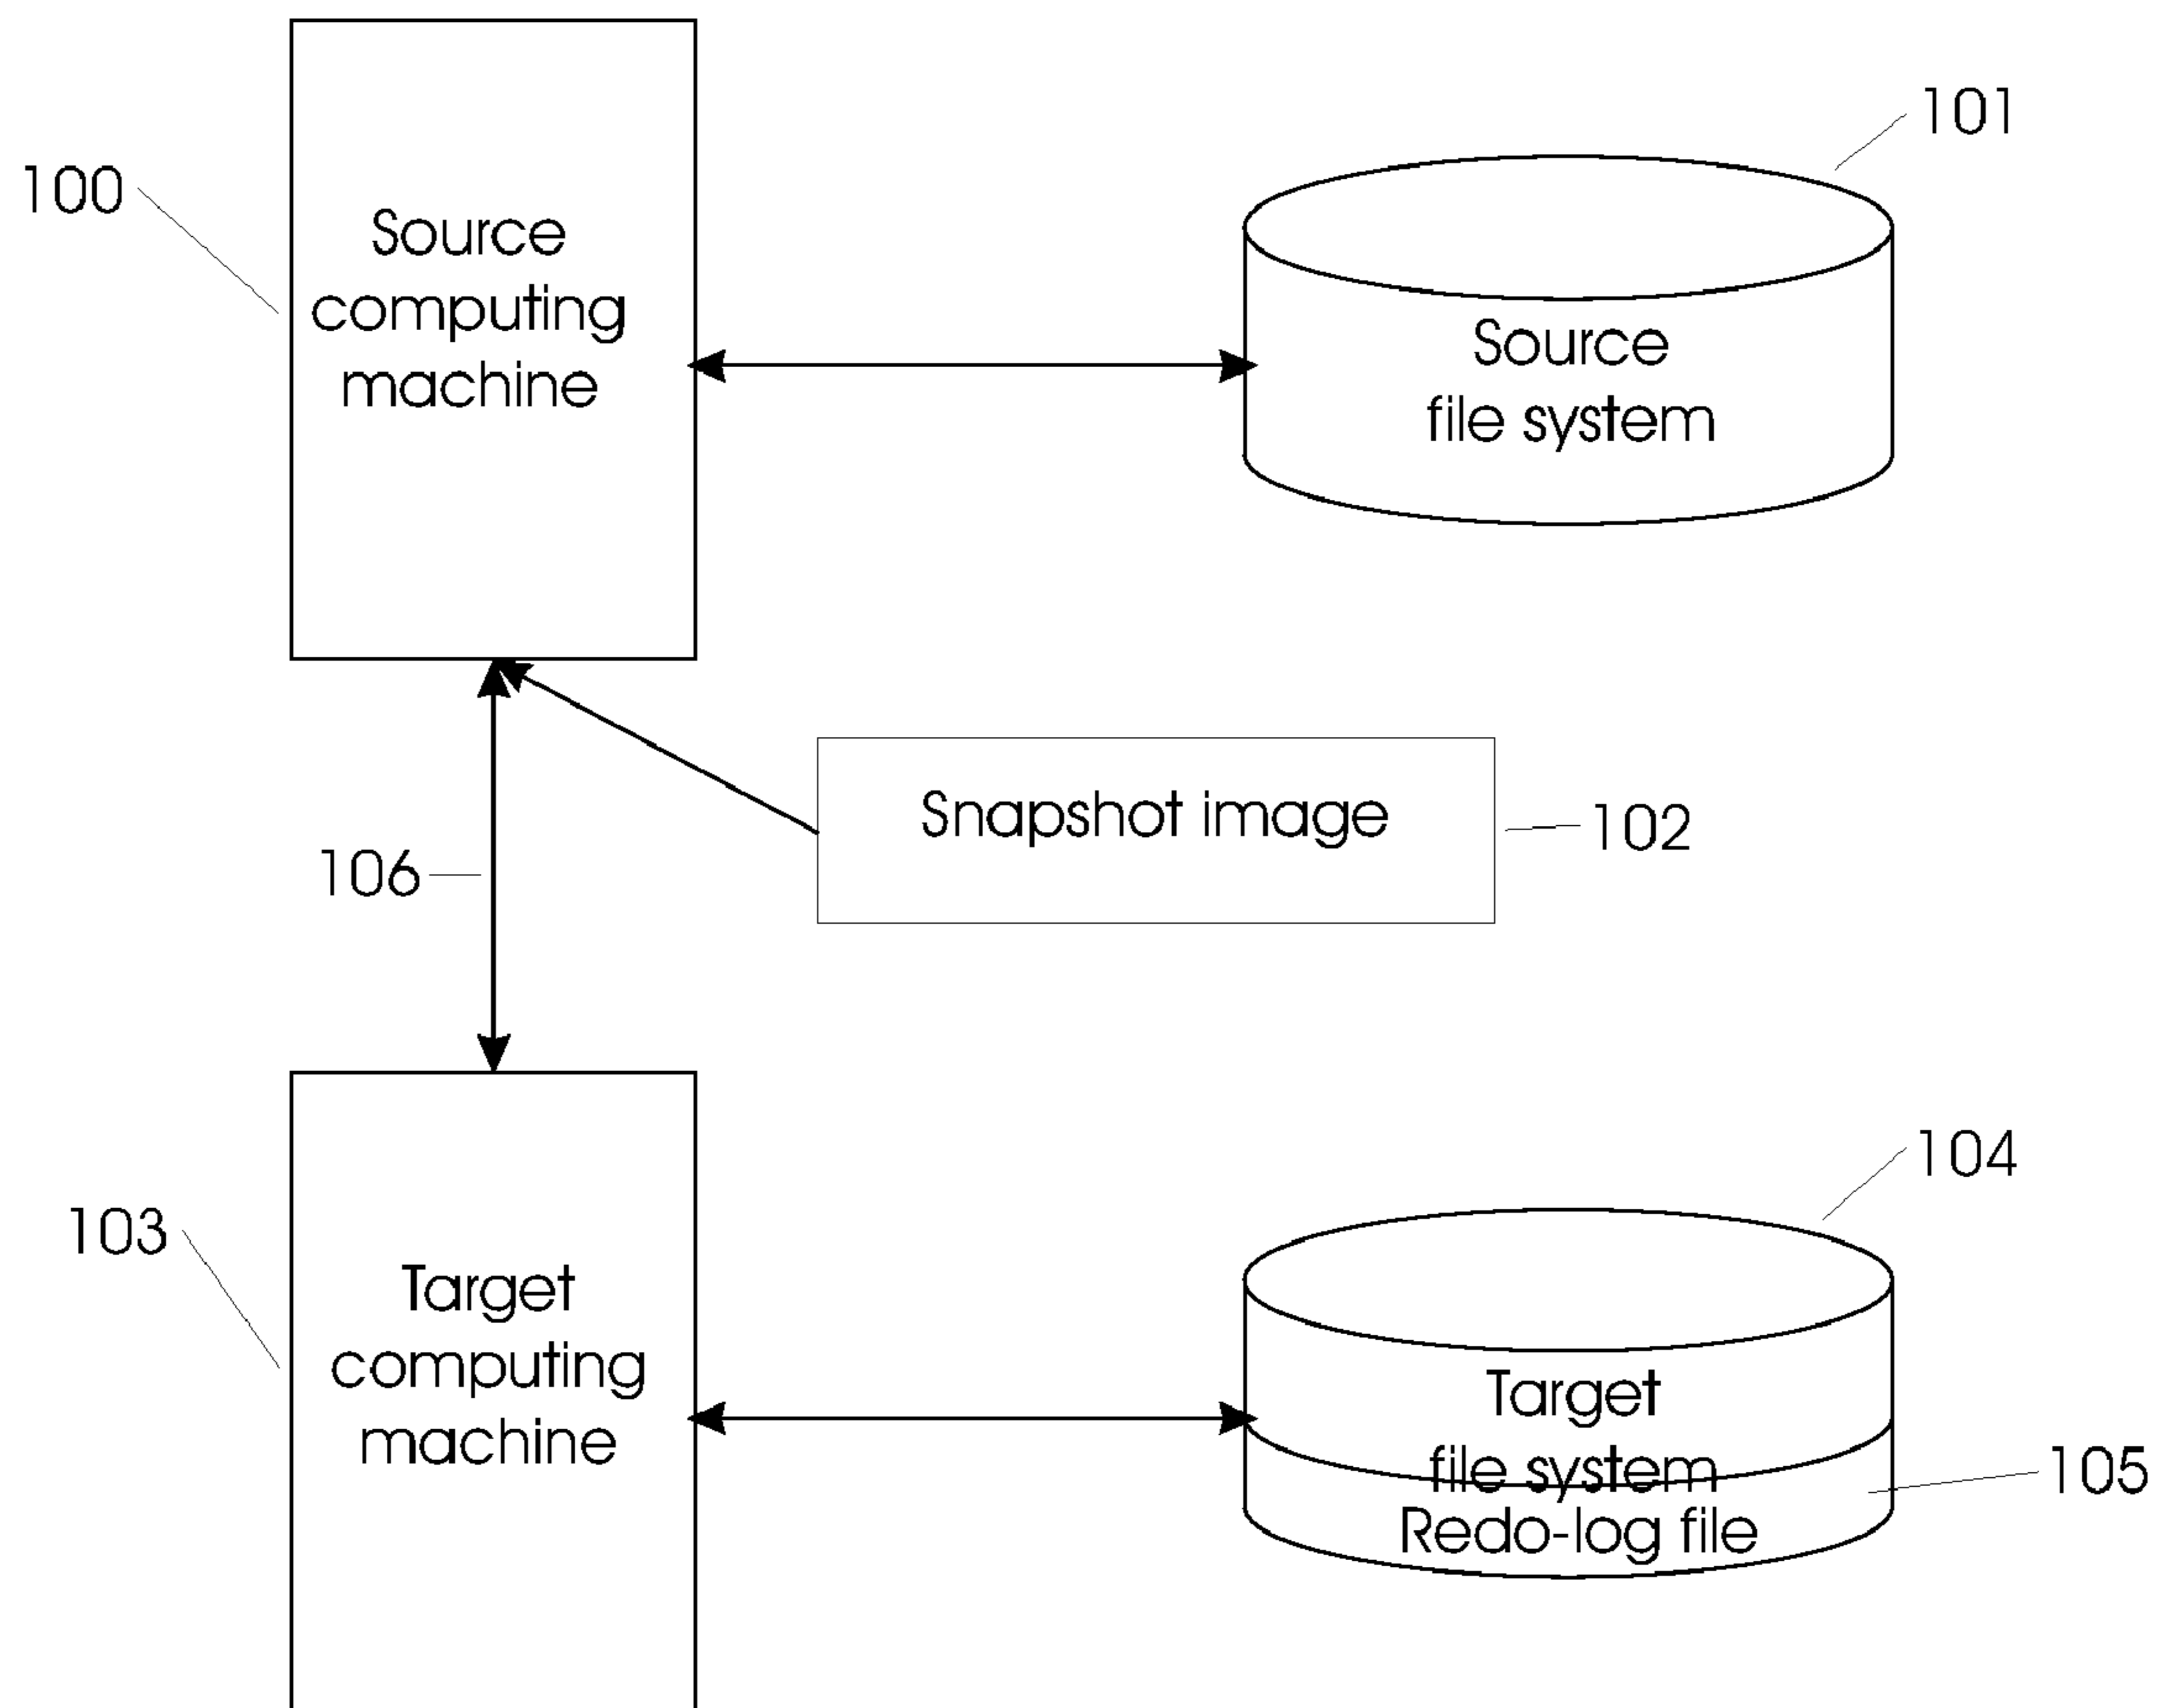 101
100
Source
computing
machine
Source
file system
Snapshot image
102
106
104
103
Target
computing
machine
Target
file system
105
Redo-log file